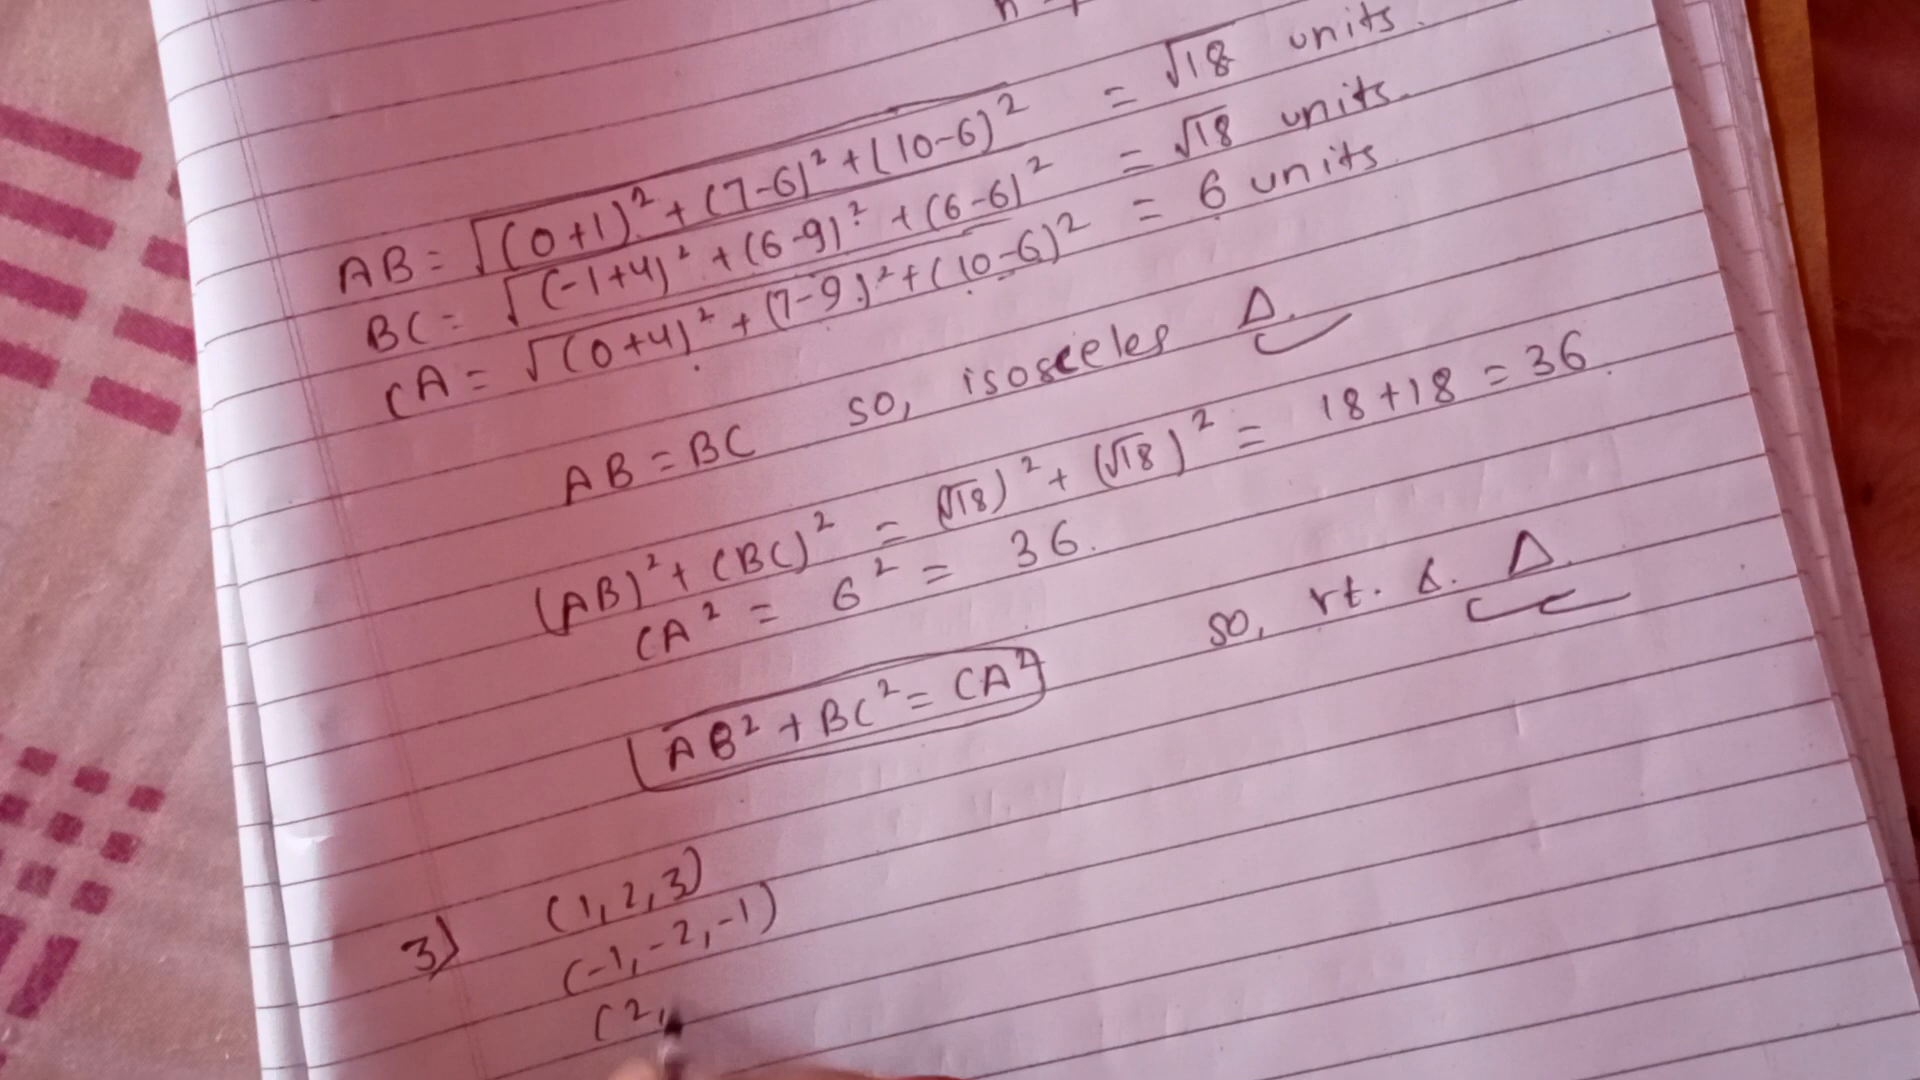 AB = √(0+1)² + (7-6)² + (10-6)² = √18 units.
BC = √(-1+4)² + (6-9)² + (6-6)² = √18 units.
CA = √(0+4)² + (7-9)² + (10-6)² = 6 units
AB = BC so, isosceles Δ.
(AB)² + (BC)² = (√18)² + (√18)² = 18+18 = 36.
CA² = 6² = 36.
AB² + BC² = CA² so, rt. ∠. Δ.
3) (1,2,3)
(-1,-2,-1)
(2,